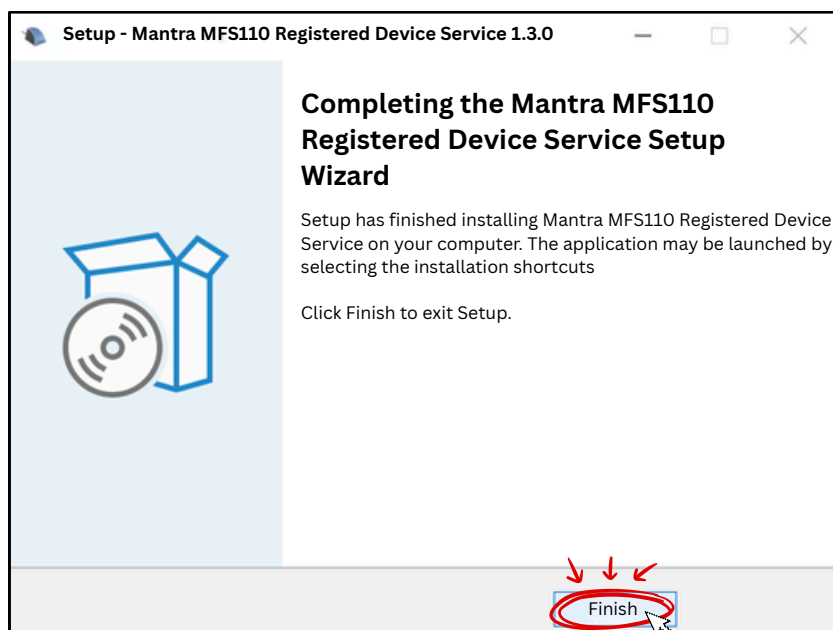 Setup - Mantra MFS110 Registered Device Service 1.3.0
Completing the Mantra MFS110
Registered Device Service Setup
Wizard
Setup has finished installing Mantra MFS110 Registered Device
Service on your computer. The application may be launched by
selecting the installation shortcuts
Click Finish to exit Setup.
Finish